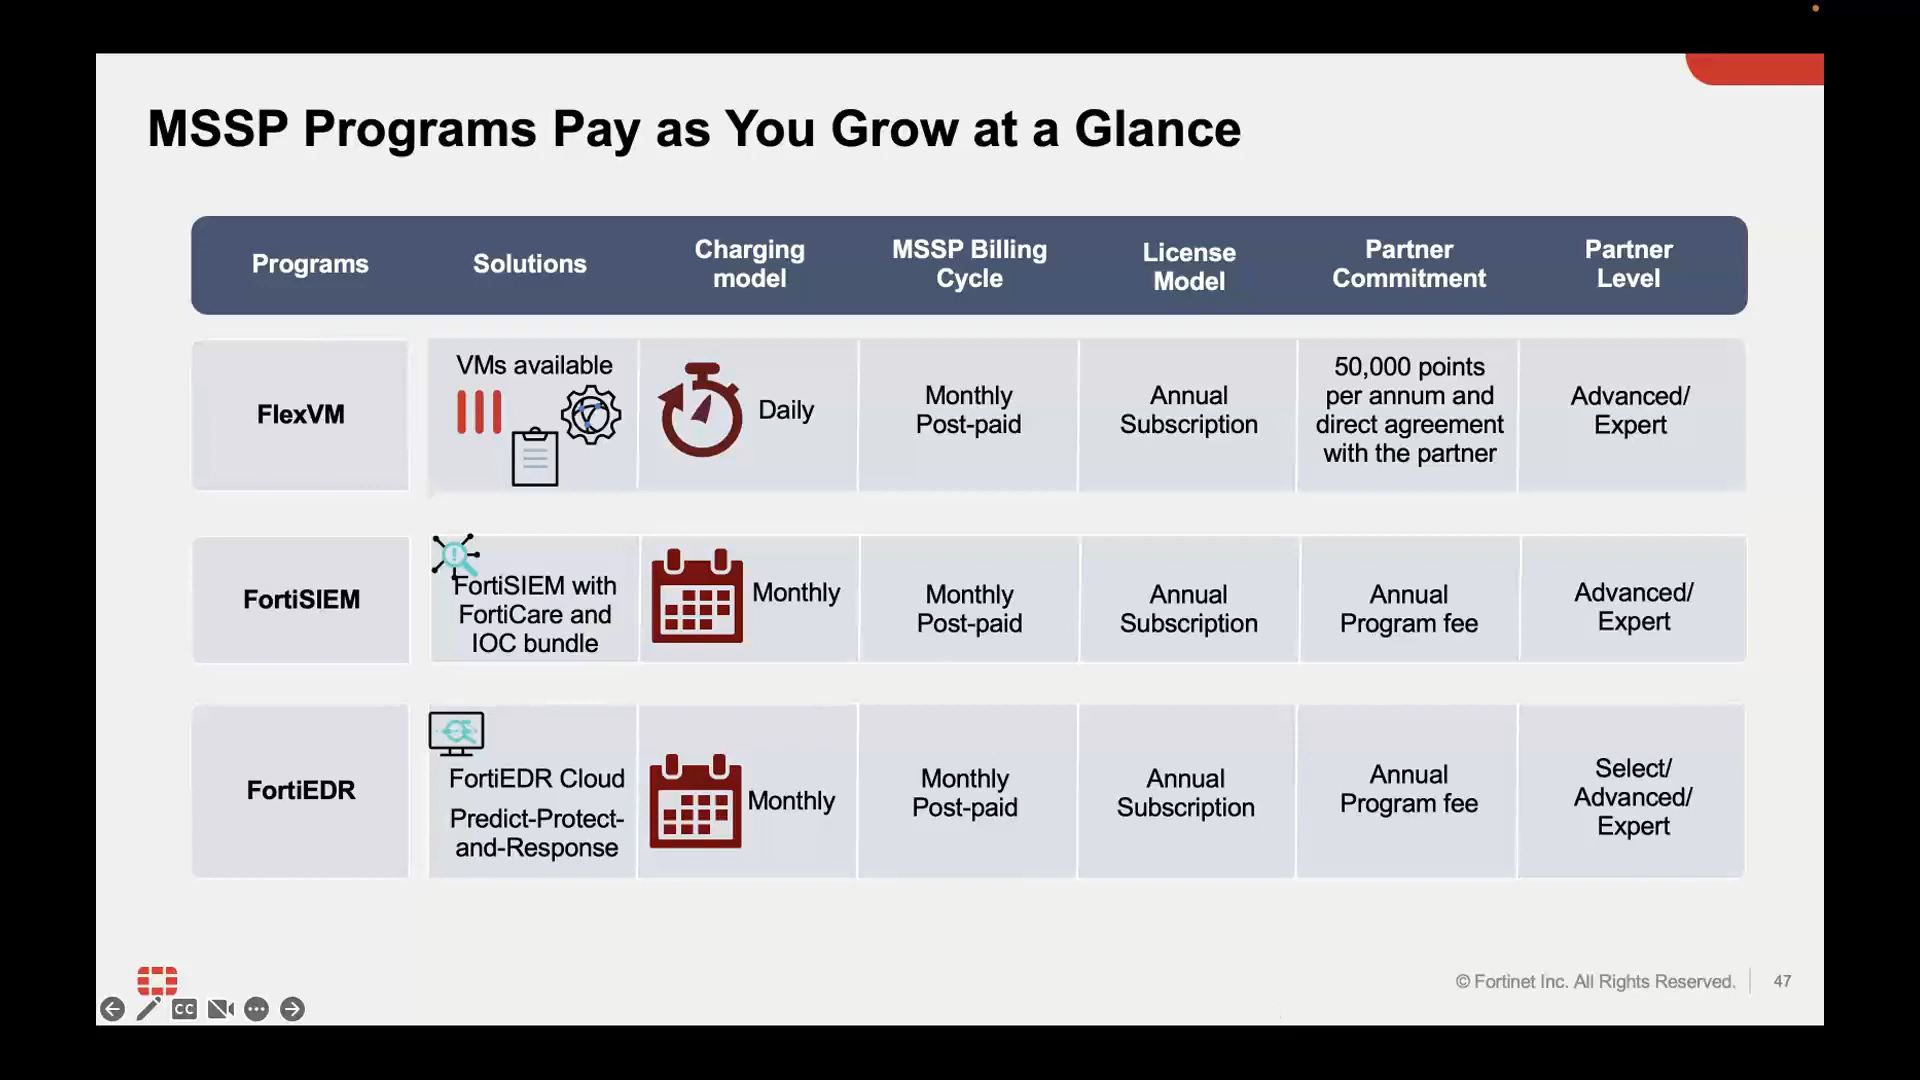 MSSP Programs Pay as You Grow at a Glance
Programs
Solutions
Charging
model
MSSP Billing
Cycle
License
Model
Partner
Commitment
Partner
Level
FlexVM
VMs available
Daily
Monthly
Post-paid
Annual
Subscription
50,000 points
per annum and
direct agreement
with the partner
Advanced/
Expert
FortiSIEM
FortiSIEM with
FortiCare and
IOC bundle
Monthly
Monthly
Post-paid
Annual
Subscription
Annual
Program fee
Advanced/
Expert
FortiEDR
FortiEDR Cloud
Predict-Protect-
and-Response
Monthly
Monthly
Post-paid
Annual
Subscription
Annual
Program fee
Select/
Advanced/
Expert
© Fortinet Inc. All Rights Reserved.
47
CC